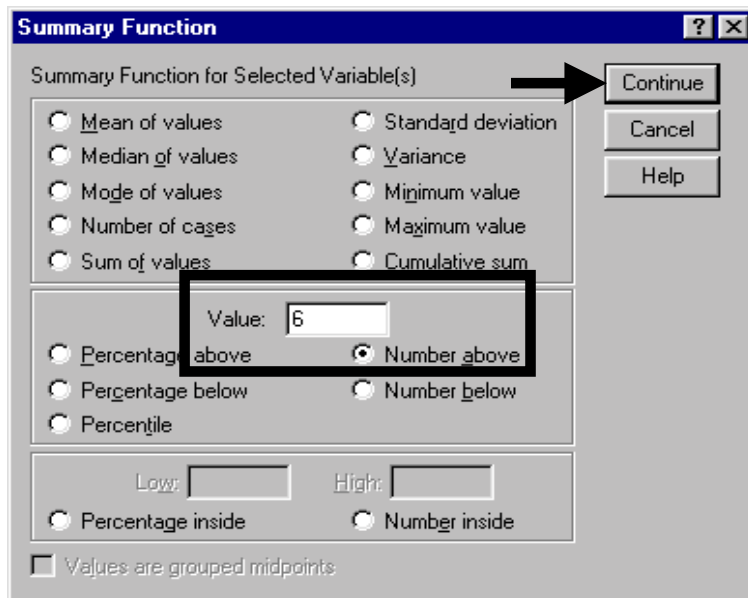 Summary Function
Summary Function for Selected Variable(s)
Continue
Cancel
Help
Mean of values
Standard deviation
Median of values
Variance
Mode of values
Minimum value
Number of cases
Maximum value
Sum of values
Cumulative sum
Value: 6
Percentage above
Number above
Percentage below
Number below
Percentile
Low:
High:
Percentage inside
Number inside
Values are grouped midpoints